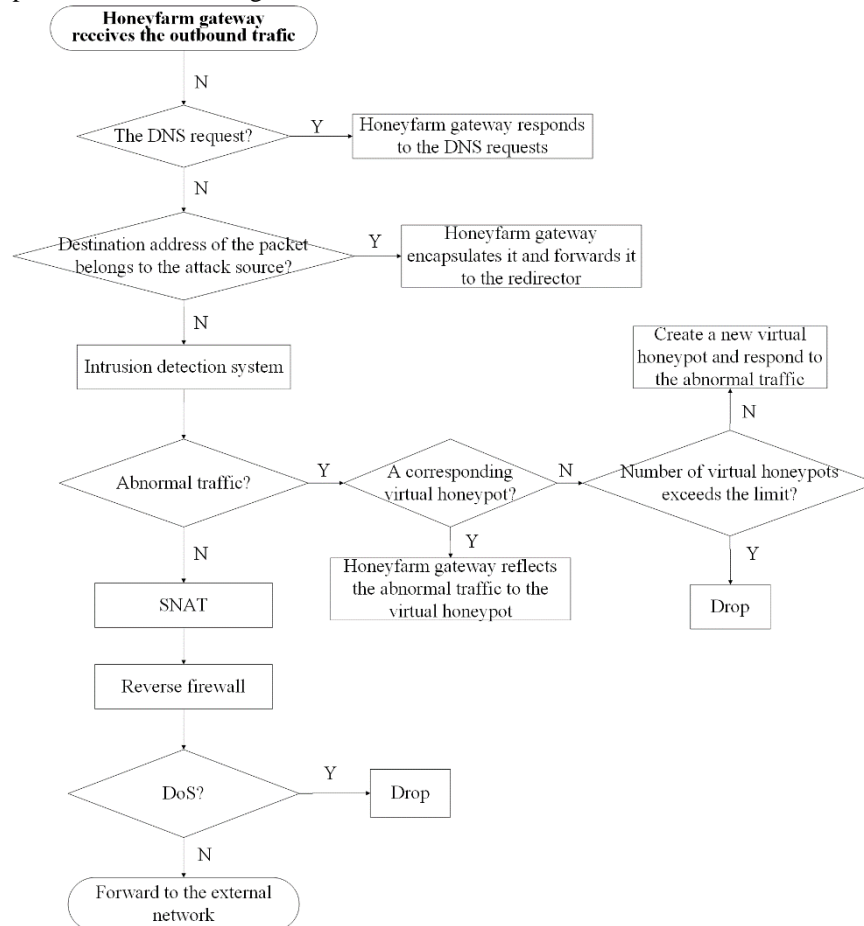 Honeyfarm gateway
receives the outbound trafic
N
The DNS request?
Y
Honeyfarm gateway responds
to the DNS requests
N
Destination address of the packet
belongs to the attack source?
Y
Honeyfarm gateway
encapsulates it and forwards it
to the redirector
N
Intrusion detection system
Create a new virtual
honeypot and respond to
the abnormal traffic
N
Abnormal traffic?
Y
A corresponding
virtual honeypot?
N
Number of virtual honeypots
exceeds the limit?
N
Y
Y
SNAT
Honeyfarm gateway reflects
the abnormal traffic to the
virtual honeypot
Drop
Reverse firewall
DoS?
Y
Drop
N
Forward to the external
network